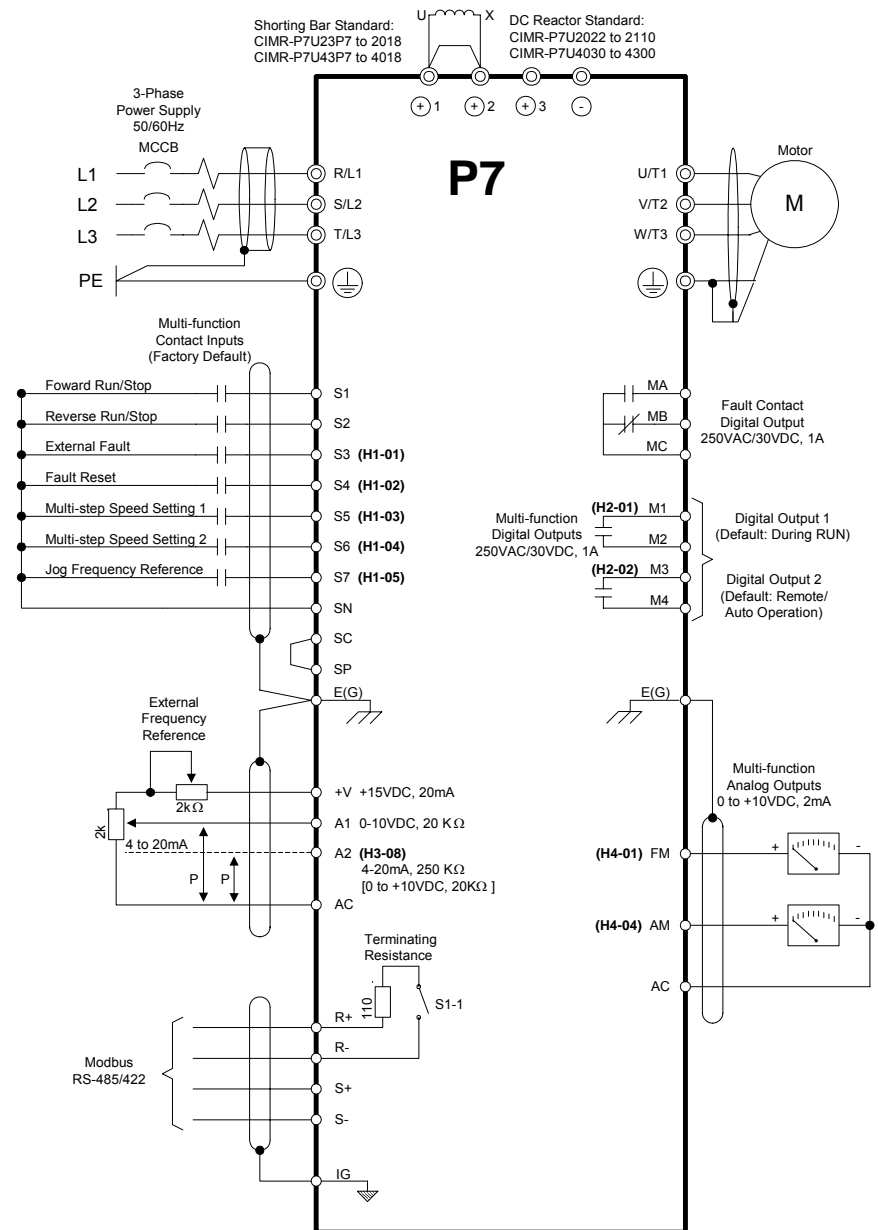 Shorting Bar Standard:
CIMR-P7U23P7 to 2018
CIMR-P7U43P7 to 4018
U
X
DC Reactor Standard:
CIMR-P7U2022 to 2110
CIMR-P7U4030 to 4300
+ 1
+ 2
+ 3
-
3-Phase
Power Supply
50/60Hz
MCCB
L1
L2
L3
PE
R/L1
S/L2
T/L3
P7
U/T1
V/T2
W/T3
Motor
M
Multi-function
Contact Inputs
(Factory Default)
Foward Run/Stop
Reverse Run/Stop
External Fault
Fault Reset
Multi-step Speed Setting 1
Multi-step Speed Setting 2
Jog Frequency Reference
S1
S2
S3 (H1-01)
S4 (H1-02)
S5 (H1-03)
S6 (H1-04)
S7 (H1-05)
SN
SC
SP
E(G)
MA
MB
MC
Fault Contact
Digital Output
250VAC/30VDC, 1A
Multi-function
Digital Outputs
250VAC/30VDC, 1A
(H2-01) M1
M2
(H2-02) M3
M4
Digital Output 1
(Default: During RUN)
Digital Output 2
(Default: Remote/
Auto Operation)
E(G)
External
Frequency
Reference
2kΩ
2k
4 to 20mA
P
P
+V +15VDC, 20mA
A1 0-10VDC, 20 KΩ
A2 (H3-08)
4-20mA, 250 KΩ
[0 to +10VDC, 20KΩ ]
AC
Multi-function
Analog Outputs
0 to +10VDC, 2mA
(H4-01) FM
+
-
(H4-04) AM
+
-
AC
Terminating
Resistance
110
S1-1
Modbus
RS-485/422
R+
R-
S+
S-
IG